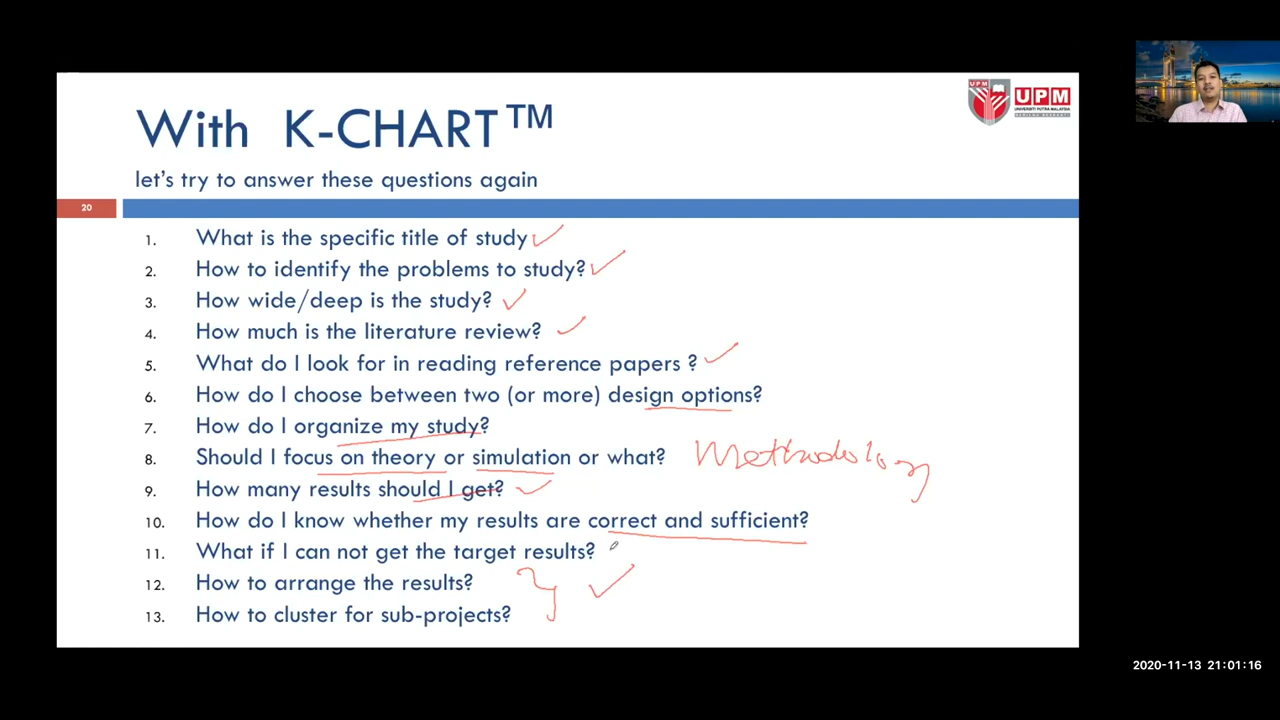 With K-CHART™
UPM
UPM
UNIVERSITI PUTRA MALAYSIA
let's try to answer these questions again
20
1. What is the specific title of study
2. How to identify the problems to study?
3. How wide/deep is the study?
4. How much is the literature review?
5. What do I look for in reading reference papers ?
6. How do I choose between two (or more) design options?
7. How do I organize my study?
8. Should I focus on theory or simulation or what? Methodology
9. How many results should I get?
10. How do I know whether my results are correct and sufficient?
11. What if I can not get the target results?
12. How to arrange the results?
13. How to cluster for sub-projects?
2020-11-13 21:01:16